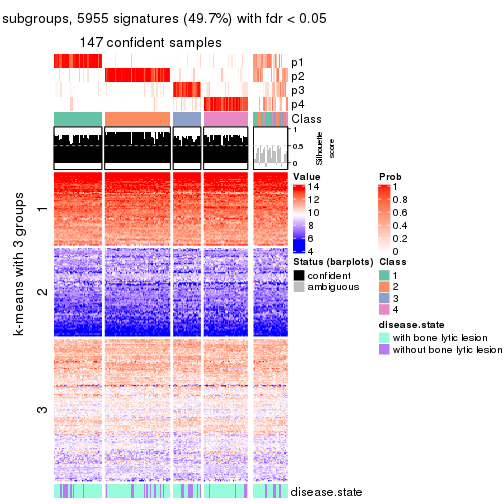 subgroups, 5955 signatures (49.7%) with fdr < 0.05
147 confident samples
p1
p2
p3
p4
Class
1
0.5
0
Silhouette
score
k-means with 3 groups
1
2
3
disease.state
Value
14
12
10
8
6
4
Prob
1
0.8
0.6
0.4
0.2
0
Status (barplots)
confident
ambiguous
Class
1
2
3
4
disease.state
with bone lytic lesion
without bone lytic lesion